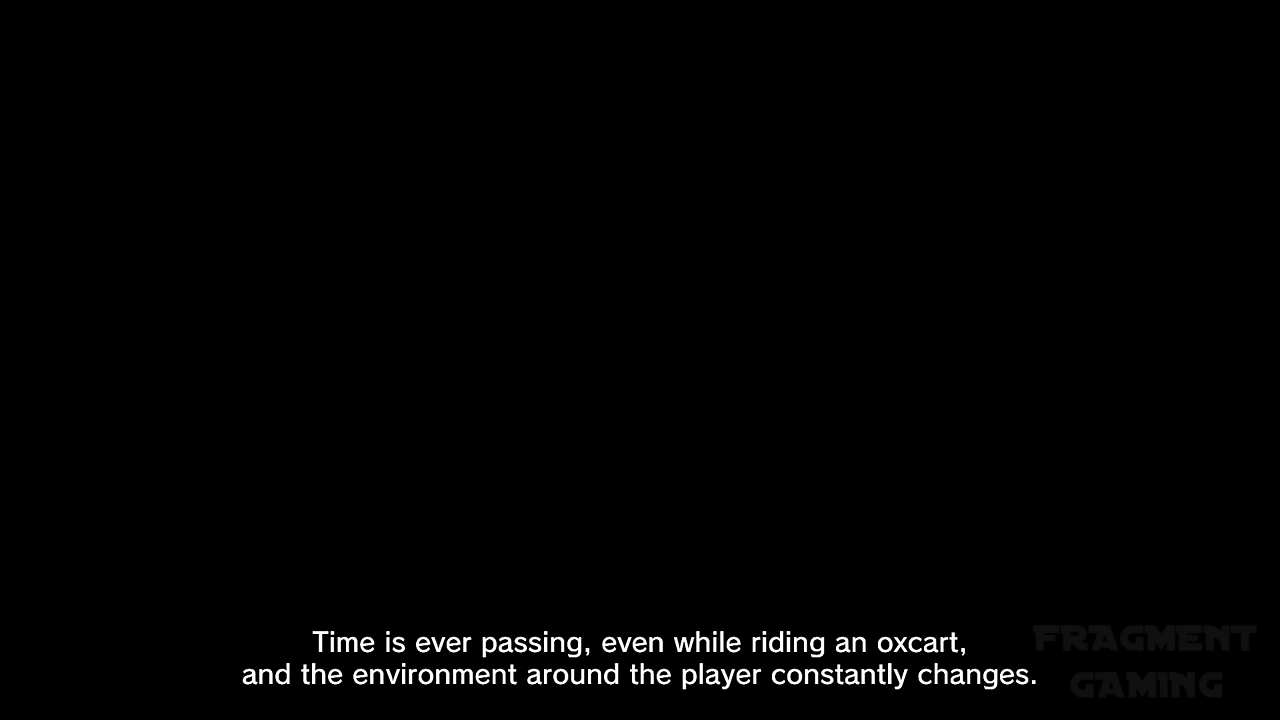 Time is ever passing, even while riding an oxcart,
and the environment around the player constantly changes.
FRAGMENT
GAMING